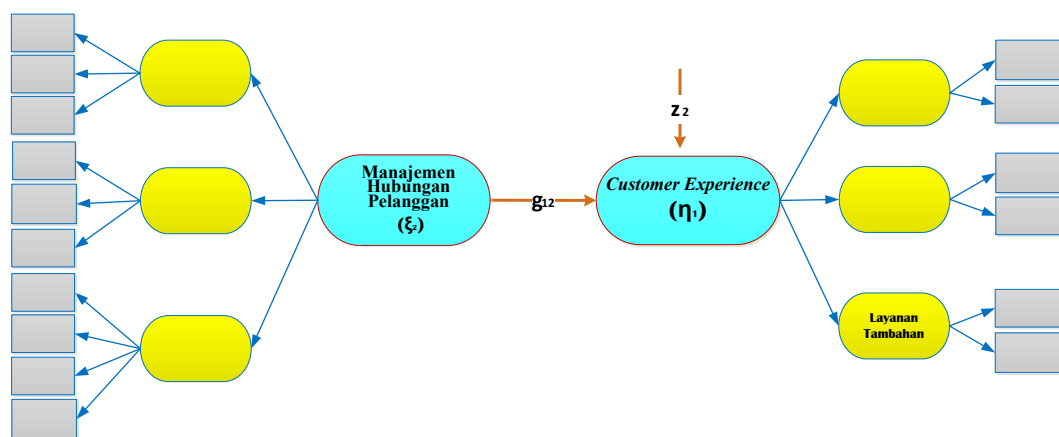 Manajemen
Hubungan
Pelanggan
(ξ₂)
g₁₂
z ₂
Customer Experience
(η₁)
Layanan
Tambahan